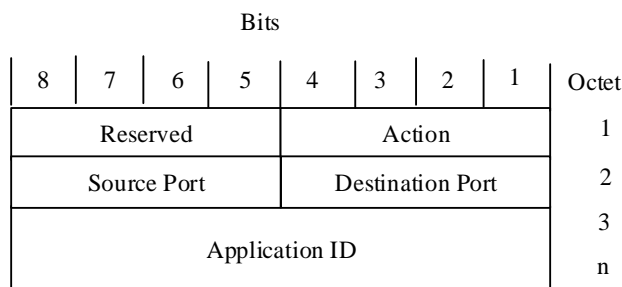 Bits
8 7 6 5 4 3 2 1 Octet
Reserved Action 1
Source Port Destination Port 2
3
Application ID
n